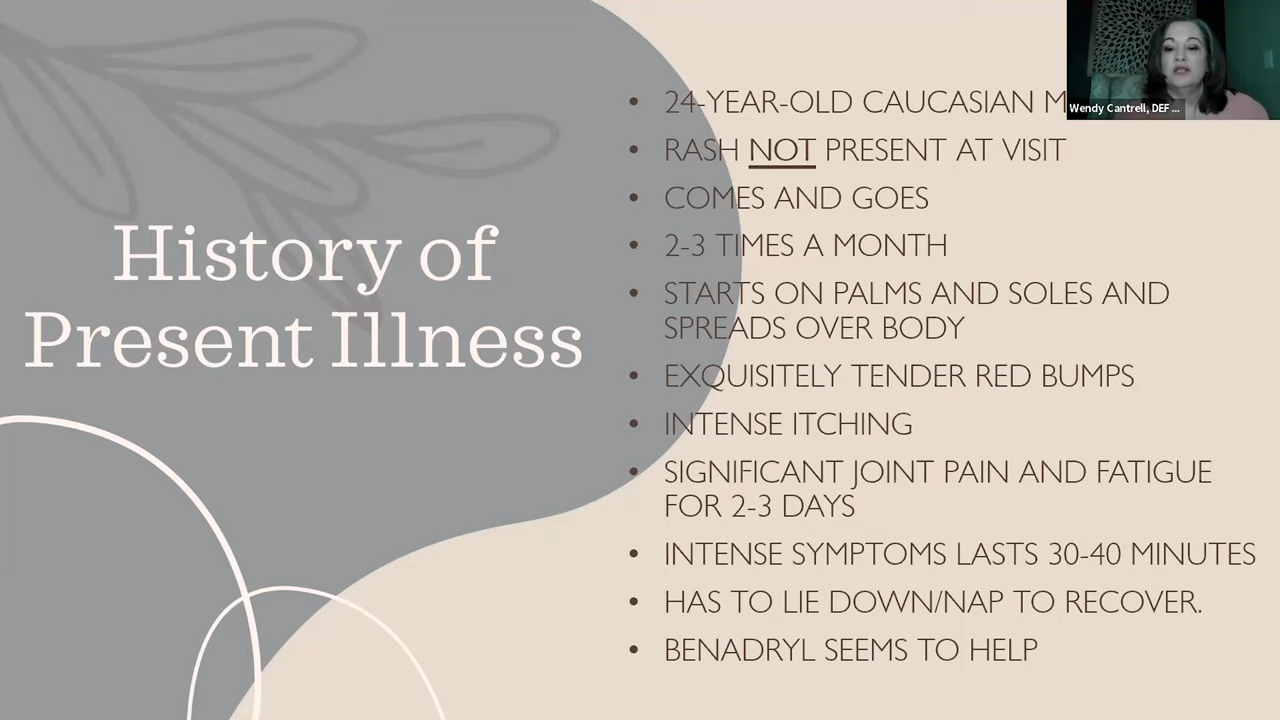 History of
Present Illness
• 24-YEAR-OLD CAUCASIAN
• RASH NOT PRESENT AT VISIT
• COMES AND GOES
• 2-3 TIMES A MONTH
• STARTS ON PALMS AND SOLES AND
SPREADS OVER BODY
• EXQUISITELY TENDER RED BUMPS
• INTENSE ITCHING
• SIGNIFICANT JOINT PAIN AND FATIGUE
FOR 2-3 DAYS
• INTENSE SYMPTOMS LASTS 30-40 MINUTES
• HAS TO LIE DOWN/NAP TO RECOVER.
• BENADRYL SEEMS TO HELP
Wendy Cantrell, DEF ...